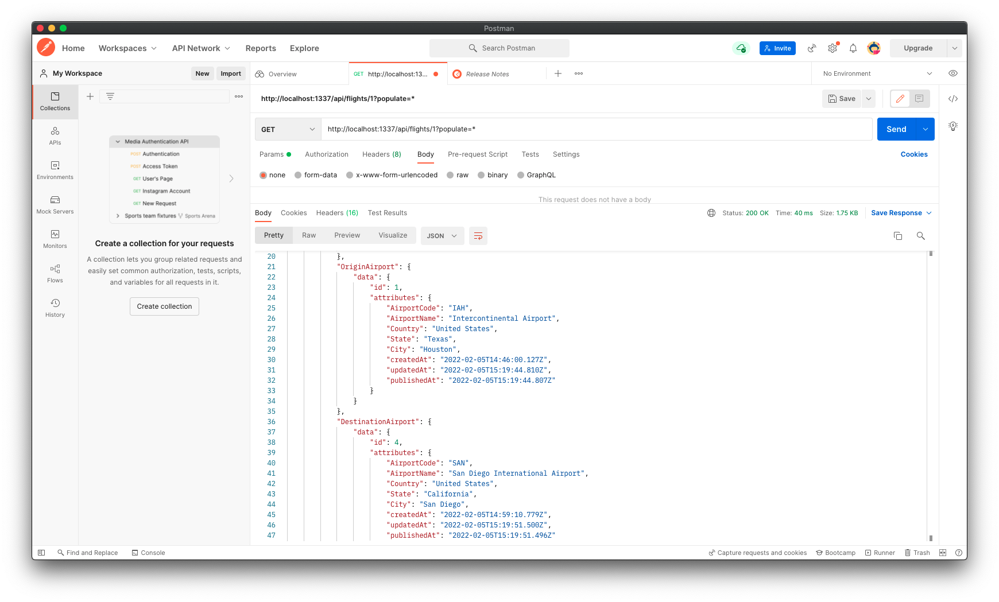 Postman
Home Workspaces API Network Reports Explore Search Postman Invite Upgrade
My Workspace New Import Overview GET http://localhost:13... Release Notes No Environment
Collections
APIs
Environments
Mock Servers
Monitors
Flows
History
Media Authentication API
POST Authentication
POST Access Token
GET User's Page
GET Instagram Account
GET New Request
Sports team fixtures Sports Arena
Create a collection for your requests
A collection lets you group related requests and
easily set common authorization, tests, scripts,
and variables for all requests in it.
Create collection
http://localhost:1337/api/flights/1?populate=* Save
GET http://localhost:1337/api/flights/1?populate=* Send
Params Authorization Headers (8) Body Pre-request Script Tests Settings Cookies
none form-data x-www-form-urlencoded raw binary GraphQL
This request does not have a body
Body Cookies Headers (16) Test Results Status: 200 OK Time: 40 ms Size: 1.75 KB Save Response
Pretty Raw Preview Visualize JSON
20 },
21 "OriginAirport": {
22 "data": {
23 "id": 1,
24 "attributes": {
25 "AirportCode": "IAH",
26 "AirportName": "Intercontinental Airport",
27 "Country": "United States",
28 "State": "Texas",
29 "City": "Houston",
30 "createdAt": "2022-02-05T14:46:00.127Z",
31 "updatedAt": "2022-02-05T15:19:44.810Z",
32 "publishedAt": "2022-02-05T15:19:44.807Z"
33 }
34 }
35 },
36 "DestinationAirport": {
37 "data": {
38 "id": 4,
39 "attributes": {
40 "AirportCode": "SAN",
41 "AirportName": "San Diego International Airport",
42 "Country": "United States",
43 "State": "California",
44 "City": "San Diego",
45 "createdAt": "2022-02-05T14:59:10.779Z",
46 "updatedAt": "2022-02-05T15:19:51.500Z",
47 "publishedAt": "2022-02-05T15:19:51.496Z"
Find and Replace Console Capture requests and cookies Bootcamp Runner Trash